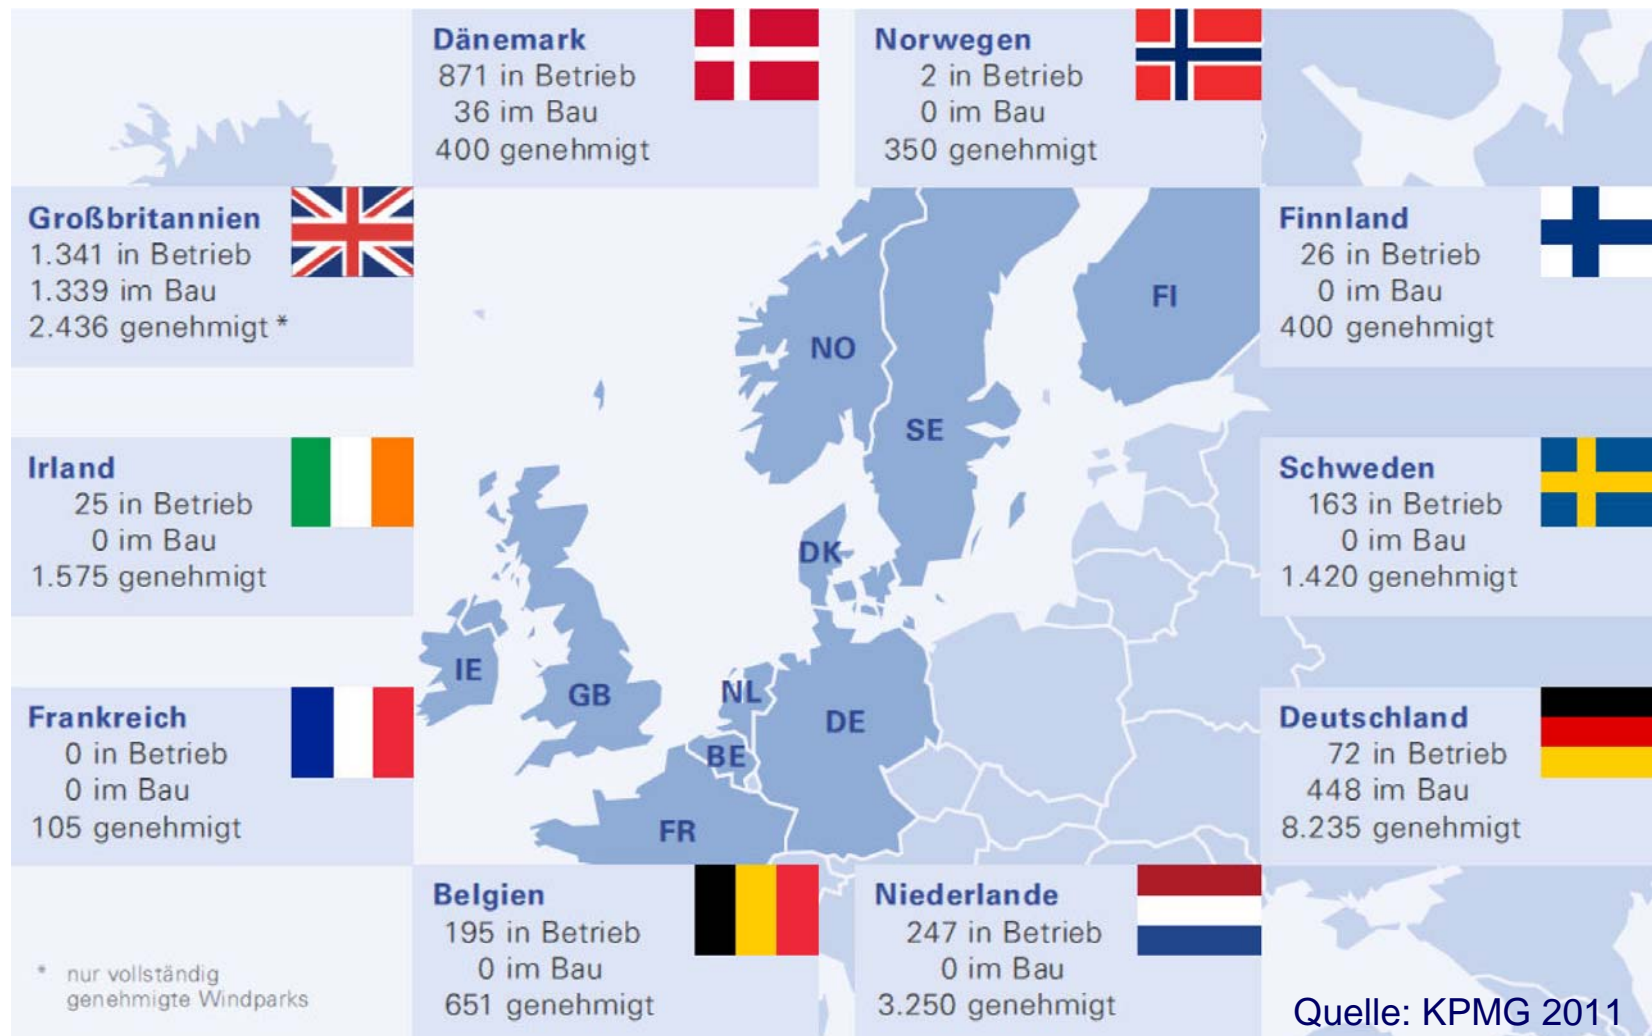 Dänemark
871 in Betrieb
36 im Bau
400 genehmigt
Norwegen
2 in Betrieb
0 im Bau
350 genehmigt
Großbritannien
1.341 in Betrieb
1.339 im Bau
2.436 genehmigt *
Finnland
26 in Betrieb
0 im Bau
400 genehmigt
Irland
25 in Betrieb
0 im Bau
1.575 genehmigt
Schweden
163 in Betrieb
0 im Bau
1.420 genehmigt
Frankreich
0 in Betrieb
0 im Bau
105 genehmigt
Deutschland
72 in Betrieb
448 im Bau
8.235 genehmigt
Belgien
195 in Betrieb
0 im Bau
651 genehmigt
Niederlande
247 in Betrieb
0 im Bau
3.250 genehmigt
FI
NO
SE
DK
IE
GB
NL
DE
BE
FR
* nur vollständig
genehmigte Windparks
Quelle: KPMG 2011